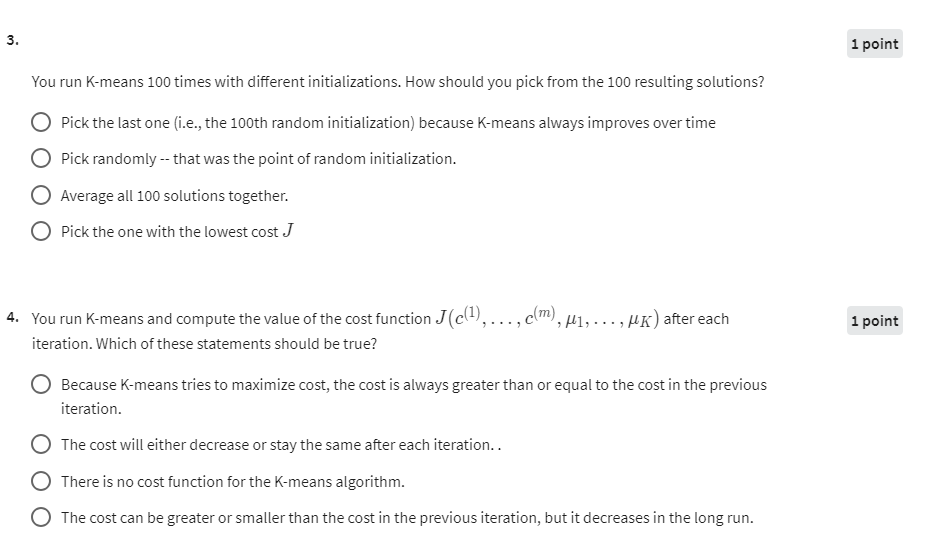 3.
1 point
You run K-means 100 times with different initializations. How should you pick from the 100 resulting solutions?
Pick the last one (i.e., the 100th random initialization) because K-means always improves over time
Pick randomly -- that was the point of random initialization.
Average all 100 solutions together.
Pick the one with the lowest cost J
4. You run K-means and compute the value of the cost function J(c⁽¹⁾, . . . , c⁽ᵐ⁾, μ₁, . . . , μ_K) after each
1 point
iteration. Which of these statements should be true?
Because K-means tries to maximize cost, the cost is always greater than or equal to the cost in the previous
iteration.
The cost will either decrease or stay the same after each iteration. .
There is no cost function for the K-means algorithm.
The cost can be greater or smaller than the cost in the previous iteration, but it decreases in the long run.